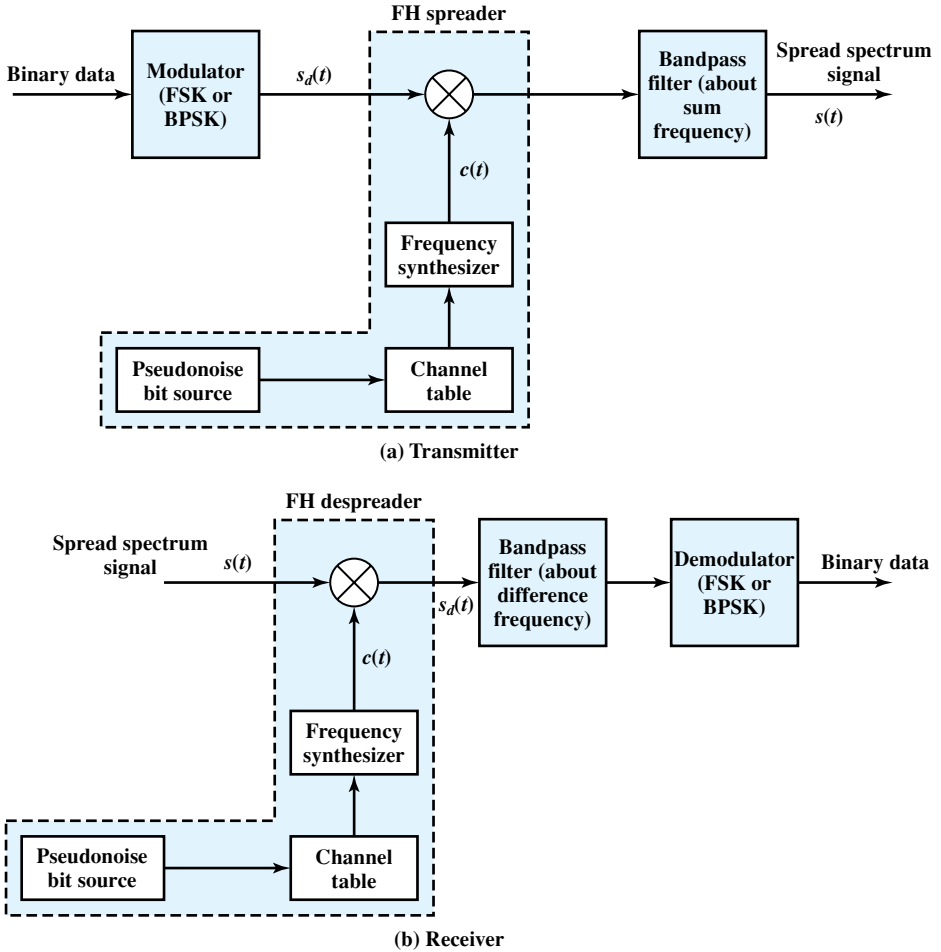 FH spreader
Binary data
Modulator
(FSK or
BPSK)
s_d(t)
Bandpass
filter (about
sum
frequency)
Spread spectrum
signal
s(t)
c(t)
Frequency
synthesizer
Pseudonoise
bit source
Channel
table
(a) Transmitter
FH despreader
Spread spectrum
signal
s(t)
s_d(t)
Bandpass
filter (about
difference
frequency)
Demodulator
(FSK or
BPSK)
Binary data
c(t)
Frequency
synthesizer
Pseudonoise
bit source
Channel
table
(b) Receiver